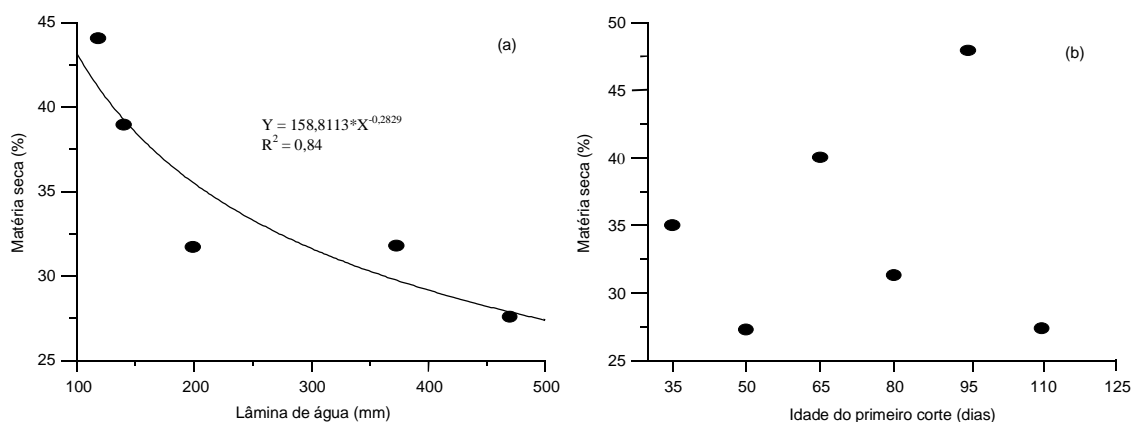 45
40
35
30
25
Matéria seca (%)
(a)
Y = 158,8113*X^-0,2829
R^2 = 0,84
100
200
300
400
500
Lâmina de água (mm)
50
45
40
35
30
25
Matéria seca (%)
(b)
35
50
65
80
95
110
125
Idade do primeiro corte (dias)